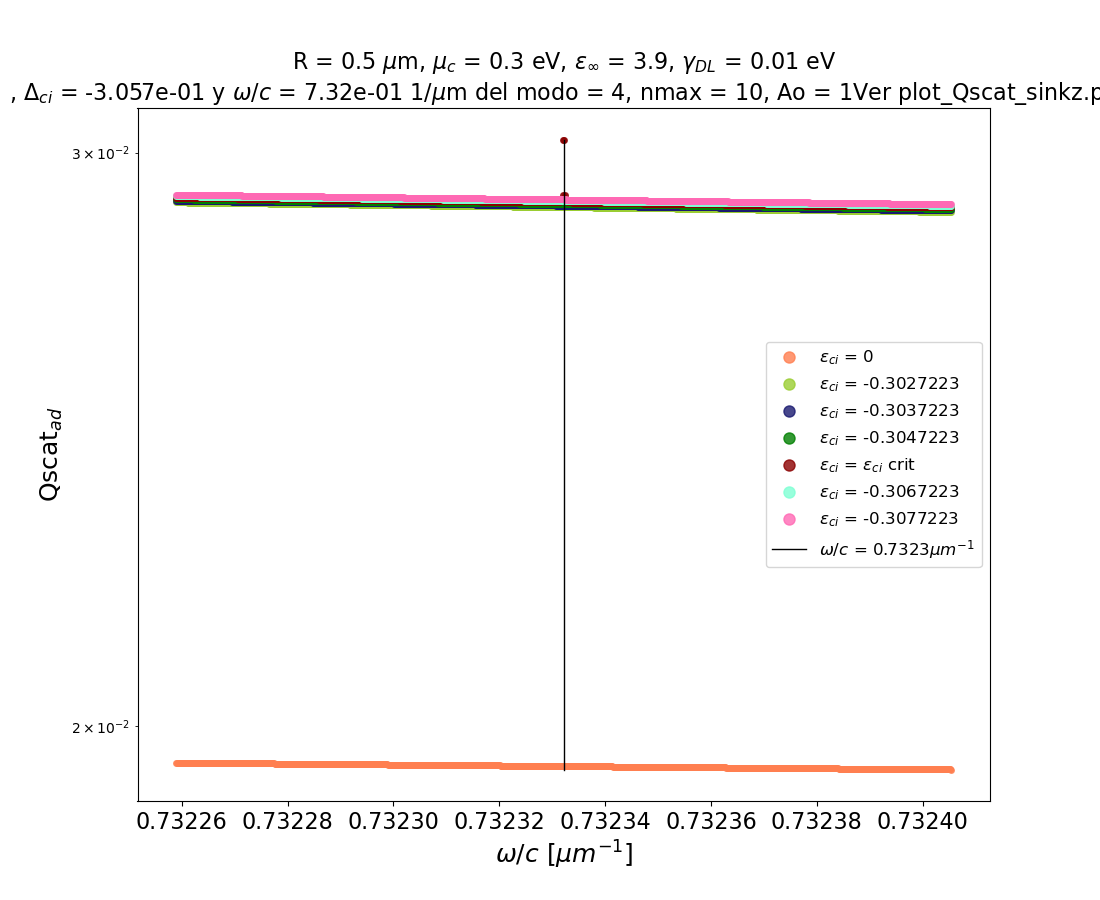 R = 0.5 μm, μ_c = 0.3 eV, ε_∞ = 3.9, γ_DL = 0.01 eV
, Δ_ci = -3.057e-01 y ω/c = 7.32e-01 1/μm del modo = 4, nmax = 10, Ao = 1Ver plot_Qscat_sinkz.p
3 × 10⁻²
2 × 10⁻²
Qscat_ad
ε_ci = 0
ε_ci = -0.3027223
ε_ci = -0.3037223
ε_ci = -0.3047223
ε_ci = ε_ci crit
ε_ci = -0.3067223
ε_ci = -0.3077223
ω/c = 0.7323μm⁻¹
0.73226 0.73228 0.73230 0.73232 0.73234 0.73236 0.73238 0.73240
ω/c [μm⁻¹]